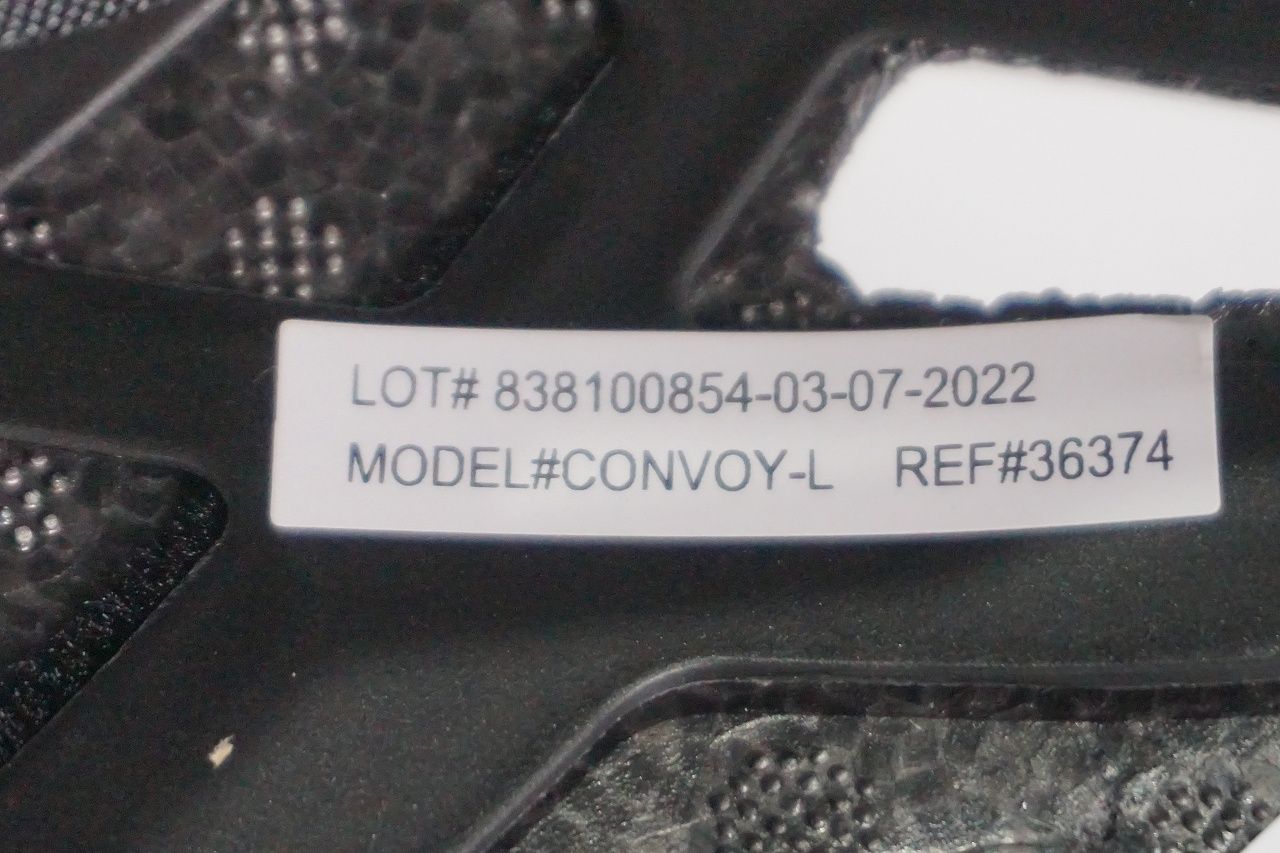 LOT# 838100854-03-07-2022
MODEL#CONVOY-L REF#36374